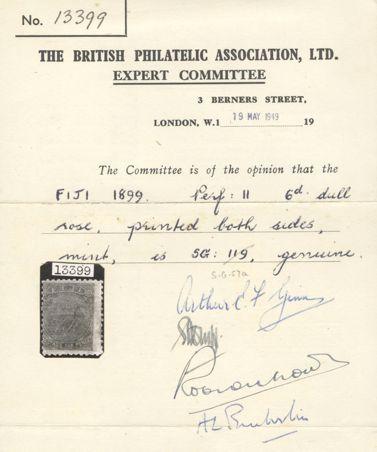 No. 13399
THE BRITISH PHILATELIC ASSOCIATION, LTD.
EXPERT COMMITTEE
3 BERNERS STREET,
LONDON, W.1 19 MAY 1949 19
The Committee is of the opinion that the
FIJI 1899. Perf: 11 6d. dull
rose, printed both sides,
mint, is SG: 119, genuine.
S.G. 57a
13399
Arthur E. F.